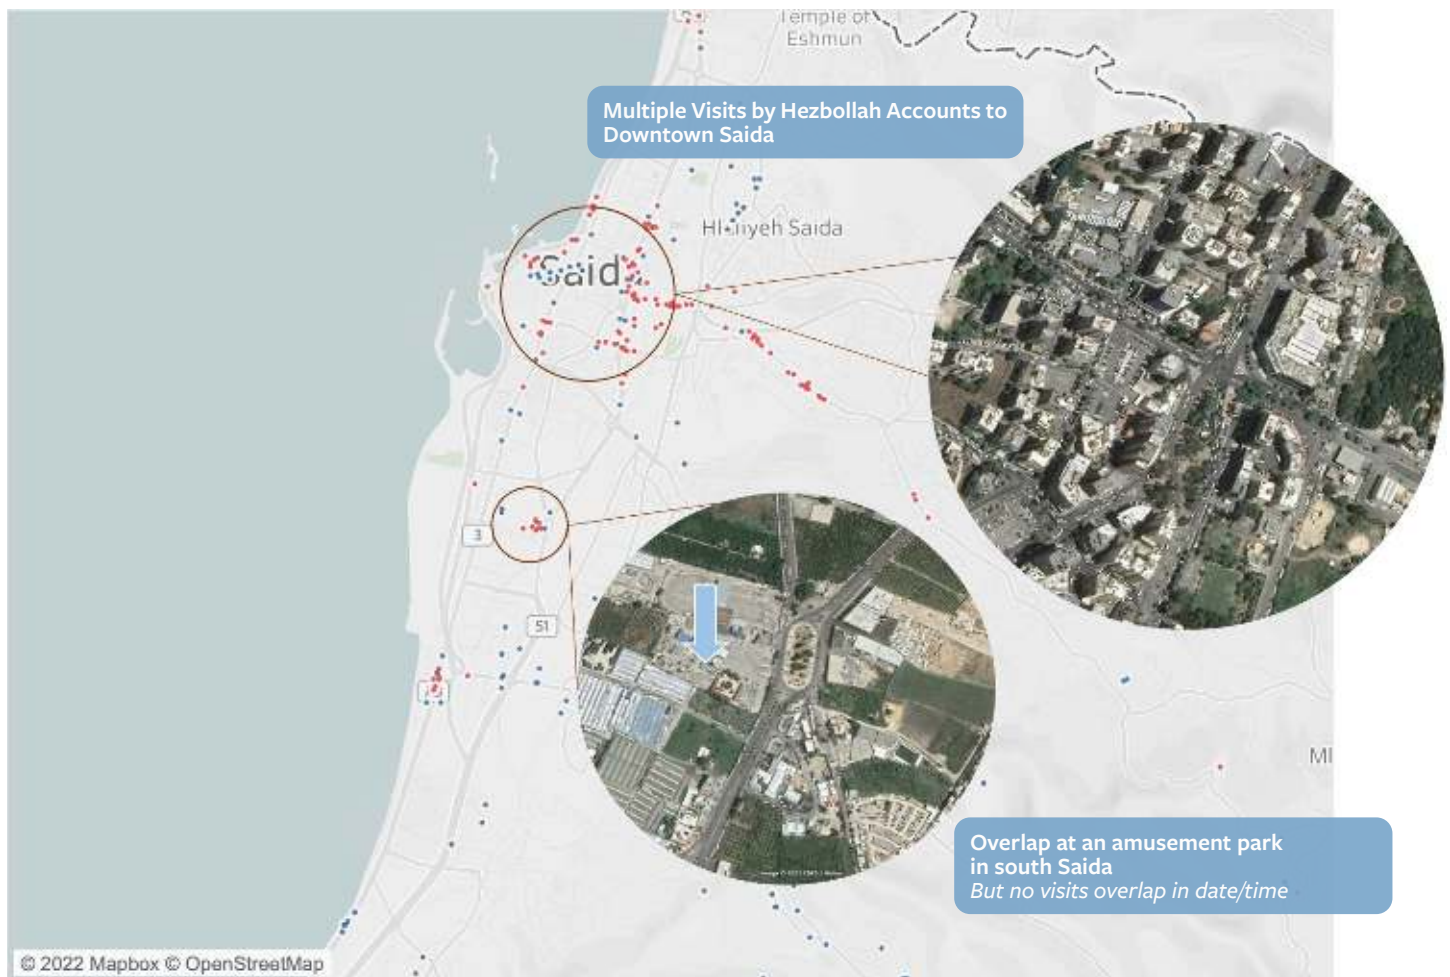 Temple of
Eshmun
Multiple Visits by Hezbollah Accounts to
Downtown Saida
Saida
3
51
MI
Overlap at an amusement park
in south Saida
But no visits overlap in date/time
© 2022 Mapbox © OpenStreetMap